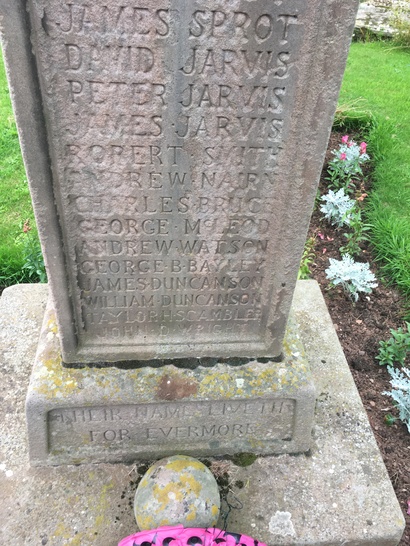 JAMES SPROT
DAVID JARVIS
PETER JARVIS
JAMES JARVIS
ROBERT SMITH
ANDREW NAIRN
CHARLES BRUCE
GEORGE McLEOD
ANDREW WATSON
GEORGE B BAYLEY
JAMES DUNCANSON
WILLIAM DUNCANSON
TAYLOR H SCAMBLER
JOHN
THEIR NAME LIVETH
FOR EVERMORE